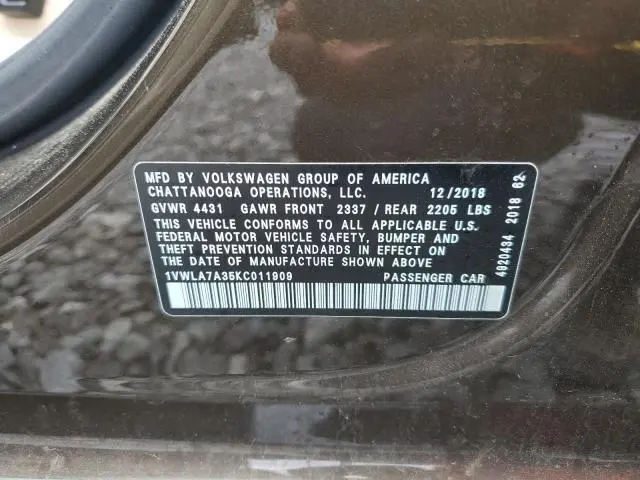 MFD BY VOLKSWAGEN GROUP OF AMERICA
CHATTANOOGA OPERATIONS, LLC. 12/2018
GVWR 4431 GAWR FRONT 2337 / REAR 2205 LBS
THIS VEHICLE CONFORMS TO ALL APPLICABLE U.S.
FEDERAL MOTOR VEHICLE SAFETY, BUMPER AND
THEFT PREVENTION STANDARDS IN EFFECT ON
THE DATE OF MANUFACTURE SHOWN ABOVE
1VWLA7A35KC011909 PASSENGER CAR
4920434 2018 62